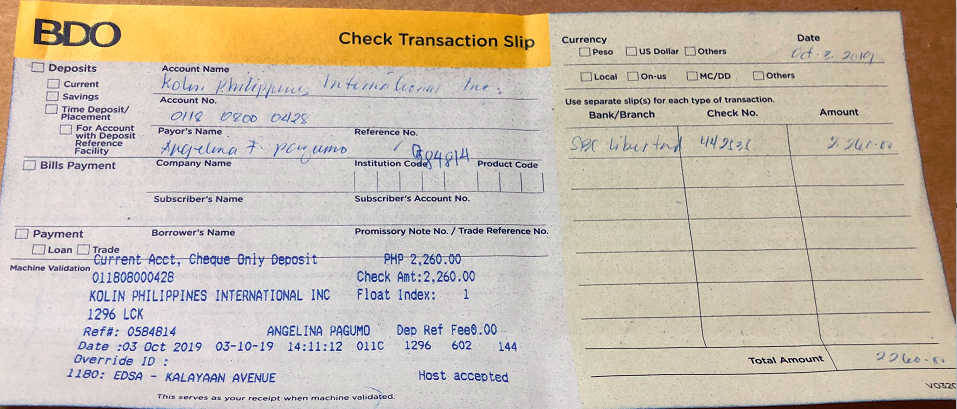 BDO
Check Transaction Slip
Deposits
Current
Savings
Time Deposit/
Placement
For Account
with Deposit
Reference
Facility
Account Name
Kolin Philippines International Inc.
Account No.
0118 0800 0428
Payor's Name Reference No.
Angelina F Pagumo 0584814
Bills Payment
Company Name Institution Code Product Code
Subscriber's Name Subscriber's Account No.
Payment
Loan Trade
Borrower's Name Promissory Note No. / Trade Reference No.
Machine Validation
Current Acct, Cheque Only Deposit PHP 2,260.00
011808000428 Check Amt:2,260.00
KOLIN PHILIPPINES INTERNATIONAL INC Float Index: 1
1296 LCK
Ref#: 0584814 ANGELINA PAGUMO Dep Ref Fee0.00
Date :03 Oct 2019 03-10-19 14:11:12 011C 1296 602 144
Override ID :
1180: EDSA - KALAYAAN AVENUE Host accepted
This serves as your receipt when machine validated.
Currency Date
Peso US Dollar Others Oct. 3, 2019
Local On-us MC/DD Others
Use separate slip(s) for each type of transaction.
Bank/Branch Check No. Amount
SBC Libertad 2,260.00
Total Amount 2260.00